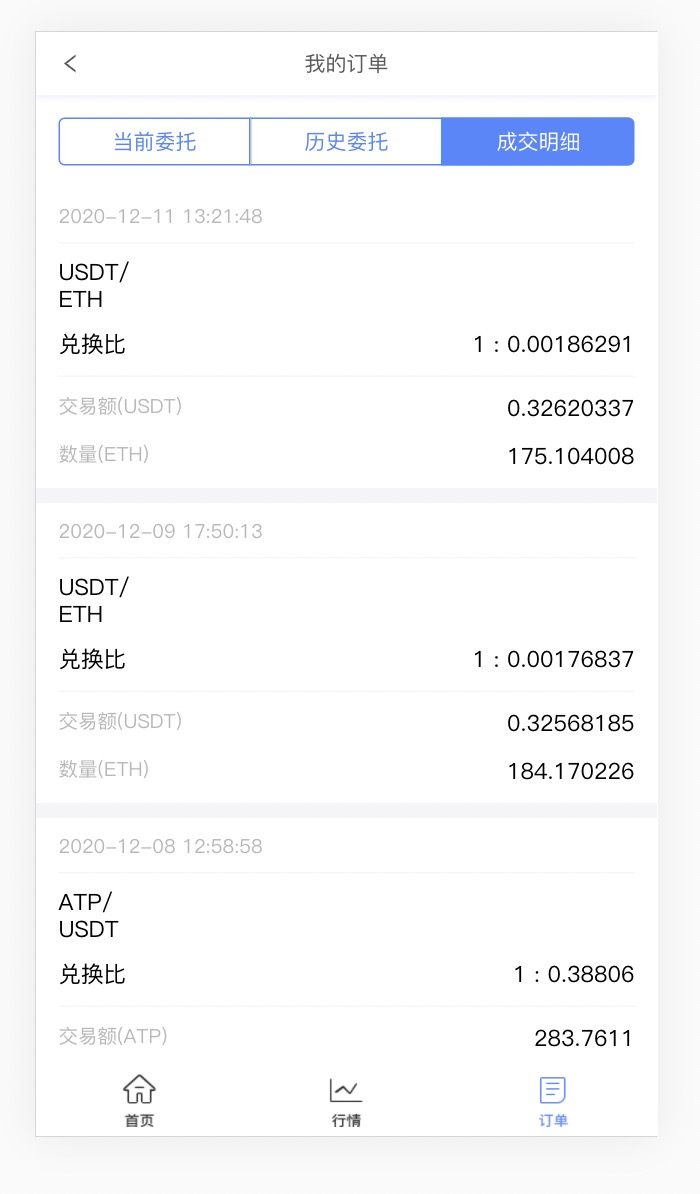 我的订单
当前委托 历史委托 成交明细
2020-12-11 13:21:48
USDT/
ETH
兑换比 1：0.00186291
交易额(USDT) 0.32620337
数量(ETH) 175.104008
2020-12-09 17:50:13
USDT/
ETH
兑换比 1：0.00176837
交易额(USDT) 0.32568185
数量(ETH) 184.170226
2020-12-08 12:58:58
ATP/
USDT
兑换比 1：0.38806
交易额(ATP) 283.7611
首页 行情 订单